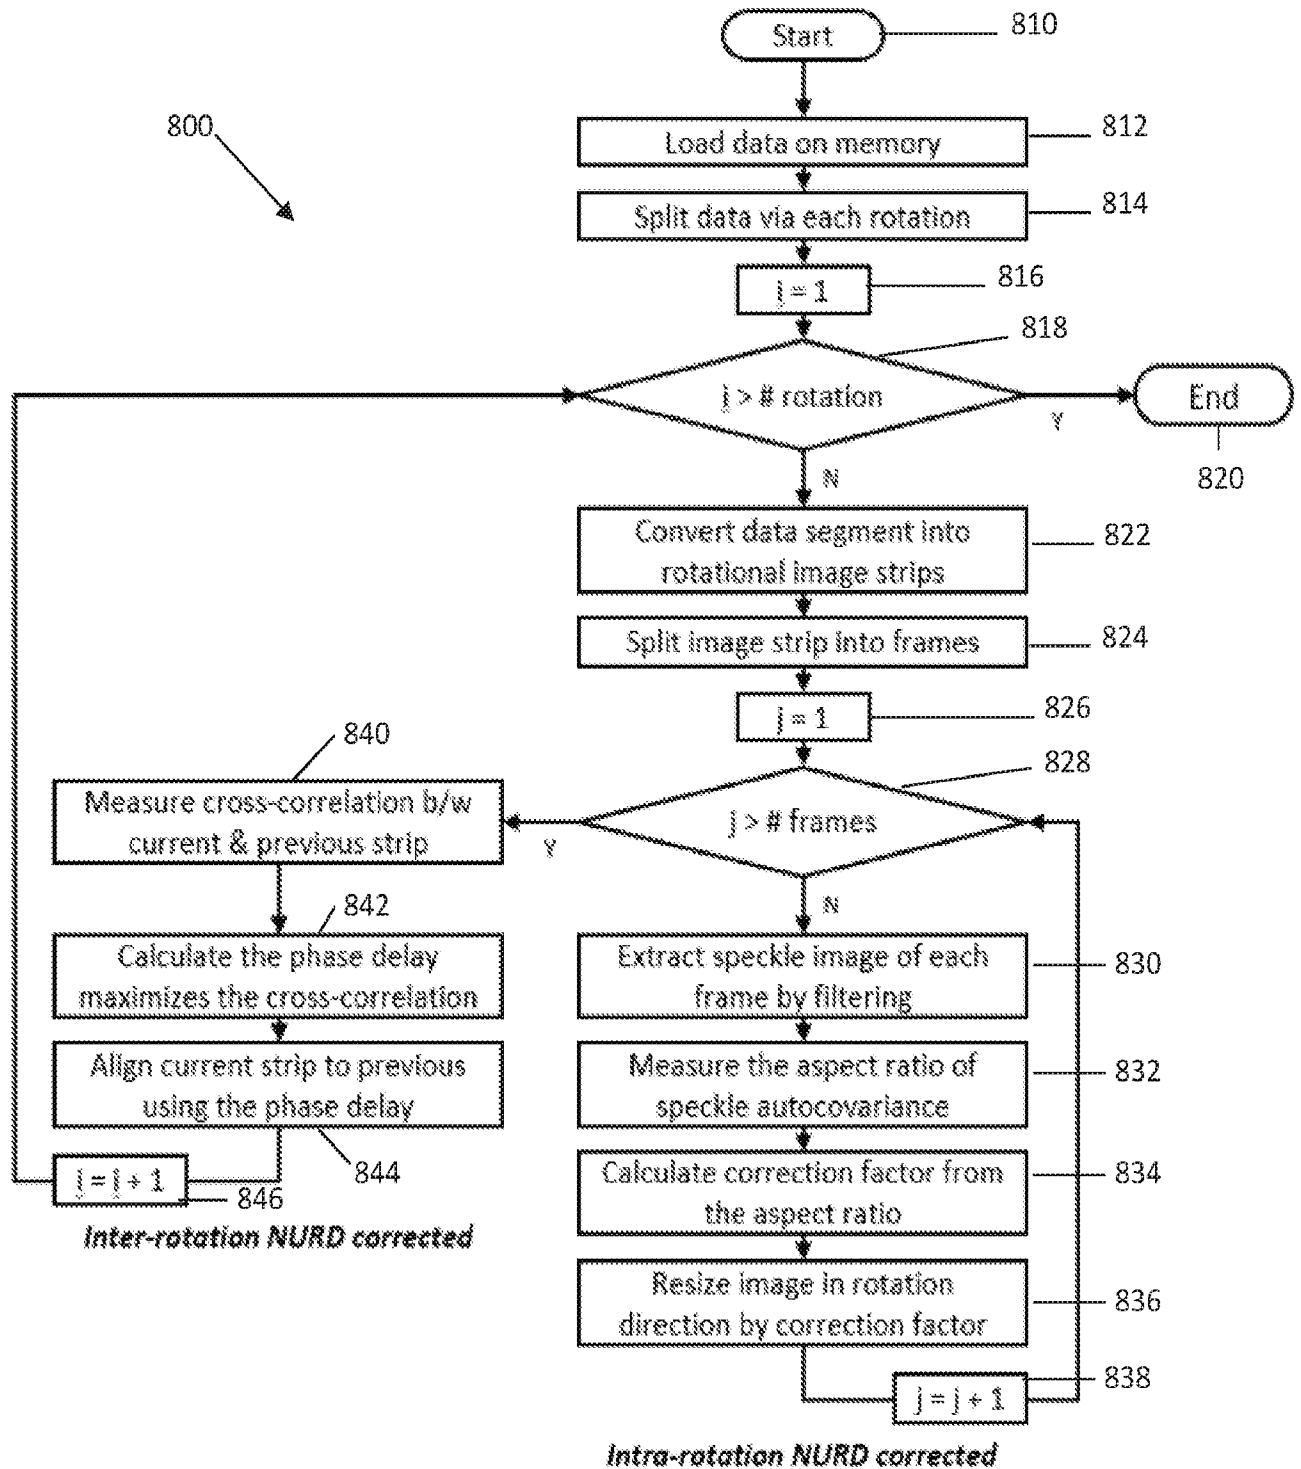 Start
810
800
Load data on memory
812
Split data via each rotation
814
i = 1
816
818
i > # rotation
Y
End
820
N
Convert data segment into
rotational image strips
822
Split image strip into frames
824
j = 1
826
828
j > # frames
Y
N
840
Measure cross-correlation b/w
current & previous strip
842
Calculate the phase delay
maximizes the cross-correlation
Align current strip to previous
using the phase delay
844
i = i + 1
846
Inter-rotation NURD corrected
Extract speckle image of each
frame by filtering
830
Measure the aspect ratio of
speckle autocovariance
832
Calculate correction factor from
the aspect ratio
834
Resize image in rotation
direction by correction factor
836
j = j + 1
838
Intra-rotation NURD corrected